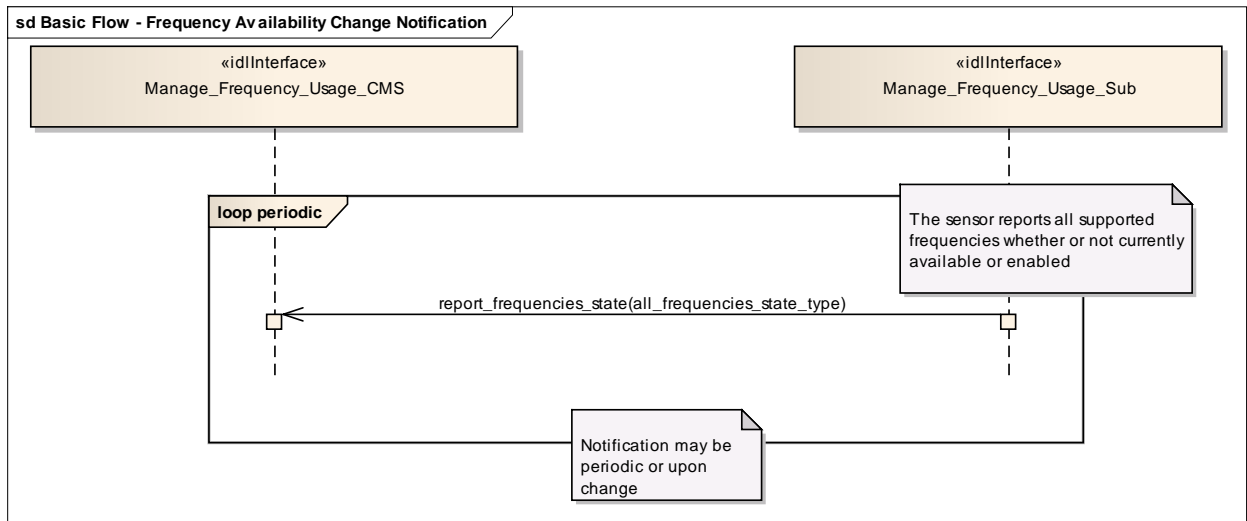 sd Basic Flow - Frequency Availability Change Notification
«idlInterface»
Manage_Frequency_Usage_CMS
«idlInterface»
Manage_Frequency_Usage_Sub
loop periodic
The sensor reports all supported
frequencies whether or not currently
available or enabled
report_frequencies_state(all_frequencies_state_type)
Notification may be
periodic or upon
change